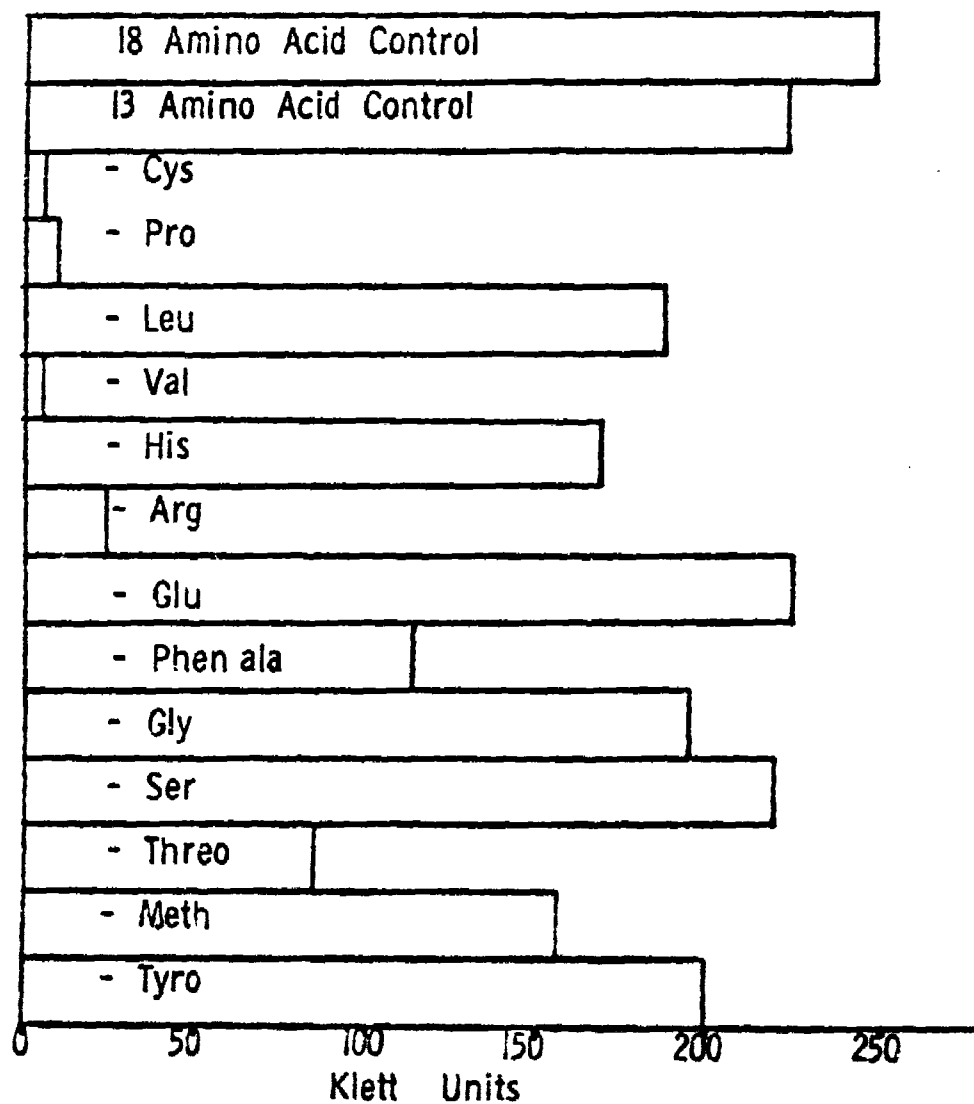 18 Amino Acid Control
13 Amino Acid Control
- Cys
- Pro
- Leu
- Val
- His
- Arg
- Glu
- Phen ala
- Gly
- Ser
- Threo
- Meth
- Tyro
0 50 100 150 200 250
Klett Units